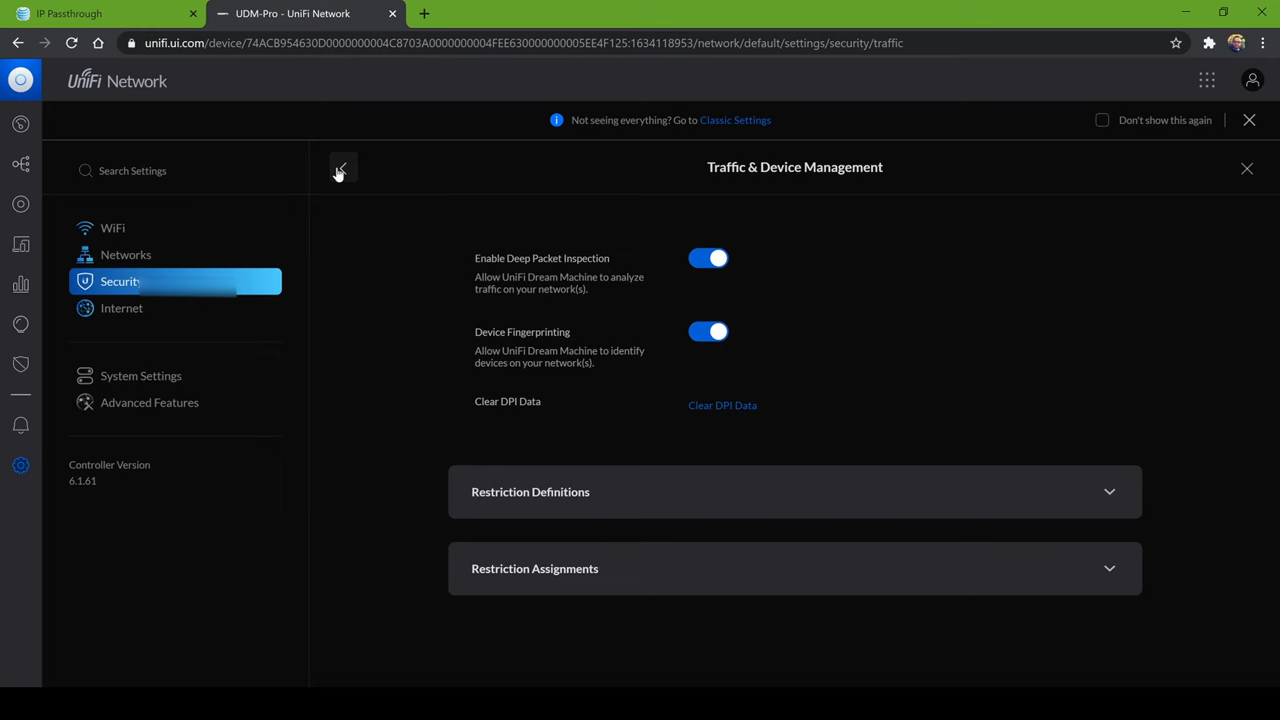 IP Passthrough
UDM-Pro - UniFi Network
unifi.ui.com/device/74ACB954630D0000000004C8703A0000000004FEE630000000005EE4F125:1634118953/network/default/settings/security/traffic
UniFi Network
Not seeing everything? Go to Classic Settings
Don't show this again
Search Settings
Traffic & Device Management
WiFi
Networks
Security
Internet
System Settings
Advanced Features
Controller Version
6.1.61
Enable Deep Packet Inspection
Allow UniFi Dream Machine to analyze
traffic on your network(s).
Device Fingerprinting
Allow UniFi Dream Machine to identify
devices on your network(s).
Clear DPI Data
Clear DPI Data
Restriction Definitions
Restriction Assignments